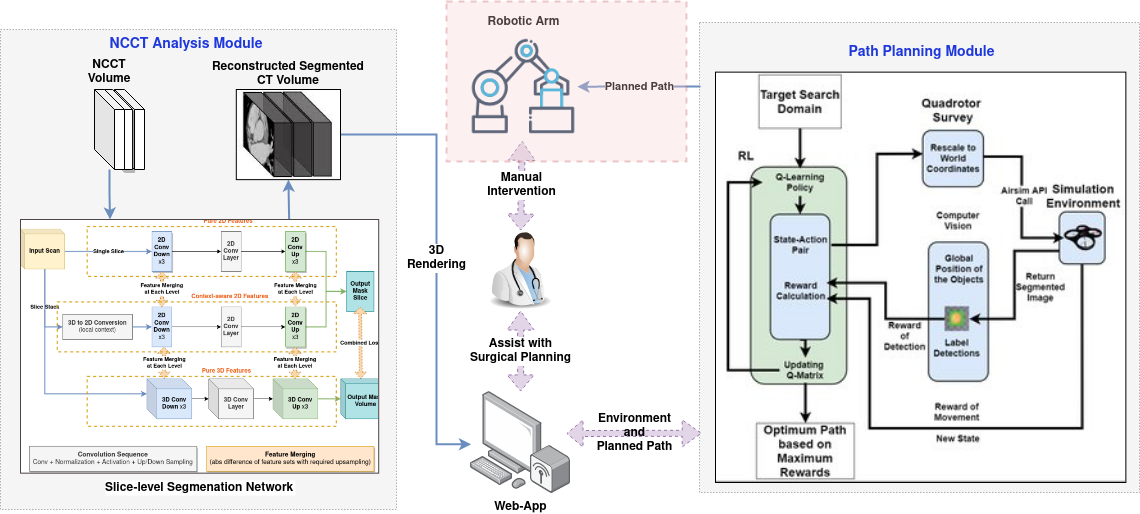 NCCT Analysis Module
NCCT
Volume
Reconstructed Segmented
CT Volume
Pure 2D Features
Input Scan
Single Slice
2D
Conv
Down
x3
2D
Conv
Layer
2D
Conv
Up
x3
Feature Merging
at Each Level
Feature Merging
at Each Level
Output
Mask
Slice
Slice Stack
Context-aware 2D Features
3D to 2D Conversion
(local context)
2D
Conv
Down
x3
2D
Conv
Layer
2D
Conv
Up
x3
Combined Los
Feature Merging
at Each Level
Feature Merging
at Each Level
Pure 3D Features
3D Conv
Down x3
3D Conv
Layer
3D Conv
Up x3
Output Mas
Volume
Convolution Sequence
Conv + Normalization + Activation + Up/Down Sampling
Feature Merging
(abs difference of feature sets with required upsampling)
Slice-level Segmenation Network
Robotic Arm
Planned Path
Manual
Intervention
3D
Rendering
Assist with
Surgical Planning
Environment
and
Planned Path
Web-App
Path Planning Module
Target Search
Domain
RL
Q-Learning
Policy
State-Action
Pair
Reward
Calculation
Updating
Q-Matrix
Optimum Path
based on
Maximum
Rewards
Quadrotor
Survey
Rescale to
World
Coordinates
Airsim API
Call
Simulation
Environment
Computer
Vision
Global
Position of
the Objects
Label
Detections
Return
Segmented
Image
Reward
of
Detection
Reward of
Movement
New State